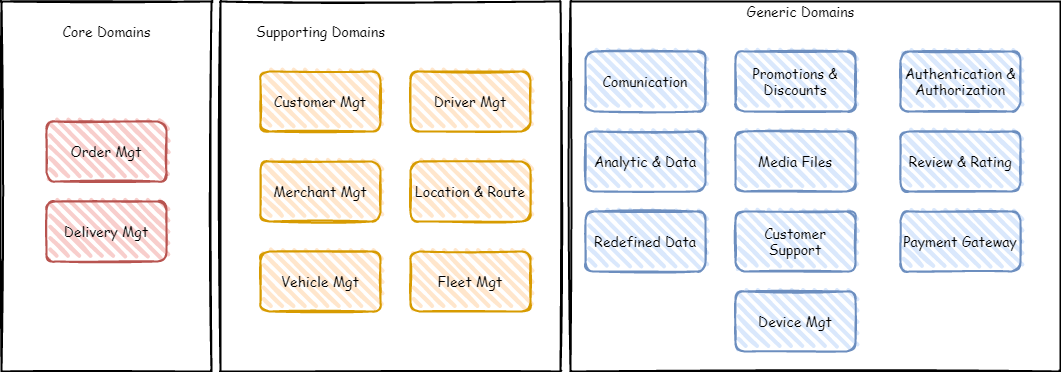 Core Domains
Order Mgt
Delivery Mgt
Supporting Domains
Customer Mgt
Driver Mgt
Merchant Mgt
Location & Route
Vehicle Mgt
Fleet Mgt
Generic Domains
Comunication
Promotions &
Discounts
Authentication &
Authorization
Analytic & Data
Media Files
Review & Rating
Redefined Data
Customer
Support
Payment Gateway
Device Mgt